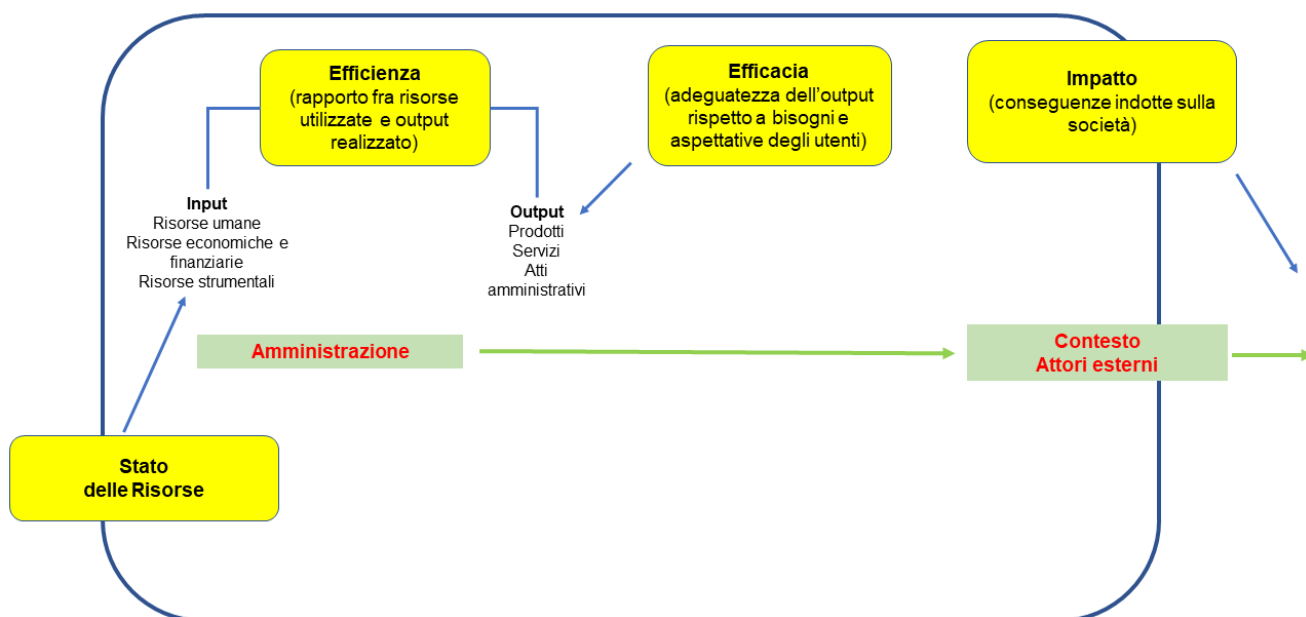 Efficienza
(rapporto fra risorse
utilizzate e output
realizzato)
Efficacia
(adeguatezza dell'output
rispetto a bisogni e
aspettative degli utenti)
Impatto
(conseguenze indotte sulla
società)
Input
Risorse umane
Risorse economiche e
finanziarie
Risorse strumentali
Output
Prodotti
Servizi
Atti
amministrativi
Amministrazione
Contesto
Attori esterni
Stato
delle Risorse